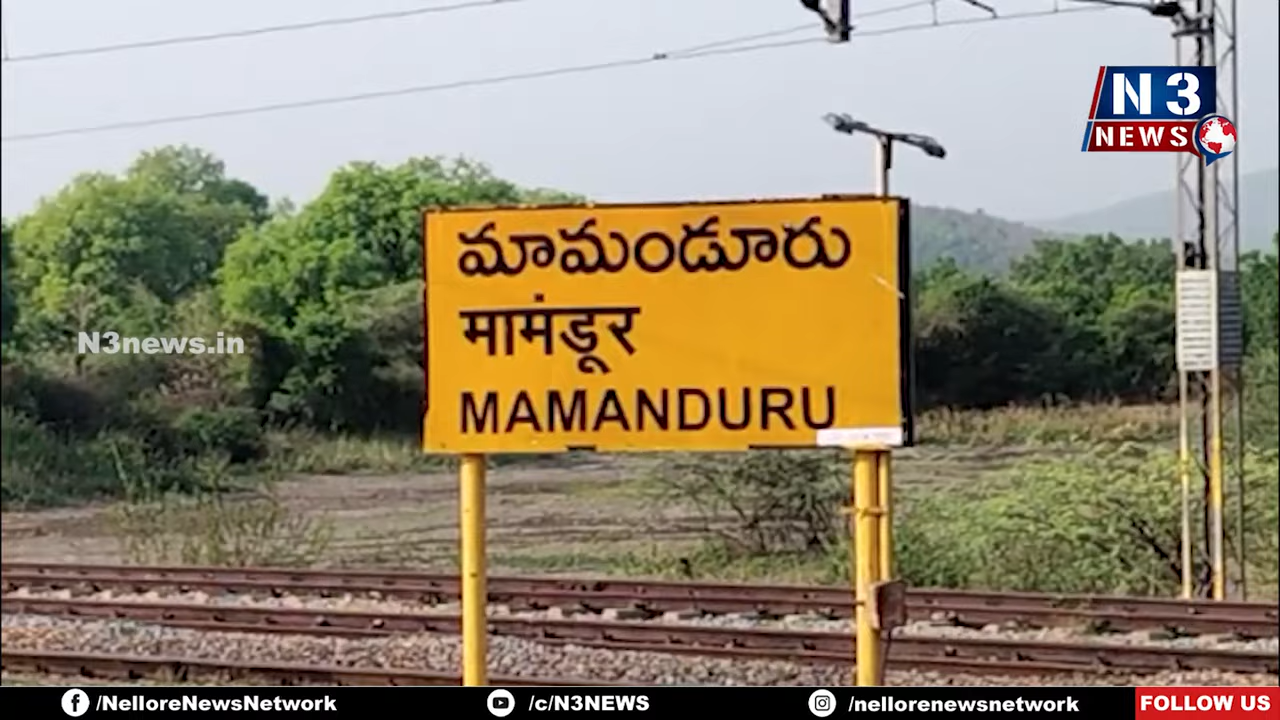 N3
NEWS
మామండూరు
मामंडूर
MAMANDURU
N3news.in
/NelloreNewsNetwork
/c/N3NEWS
/nellorenewsnetwork
FOLLOW US